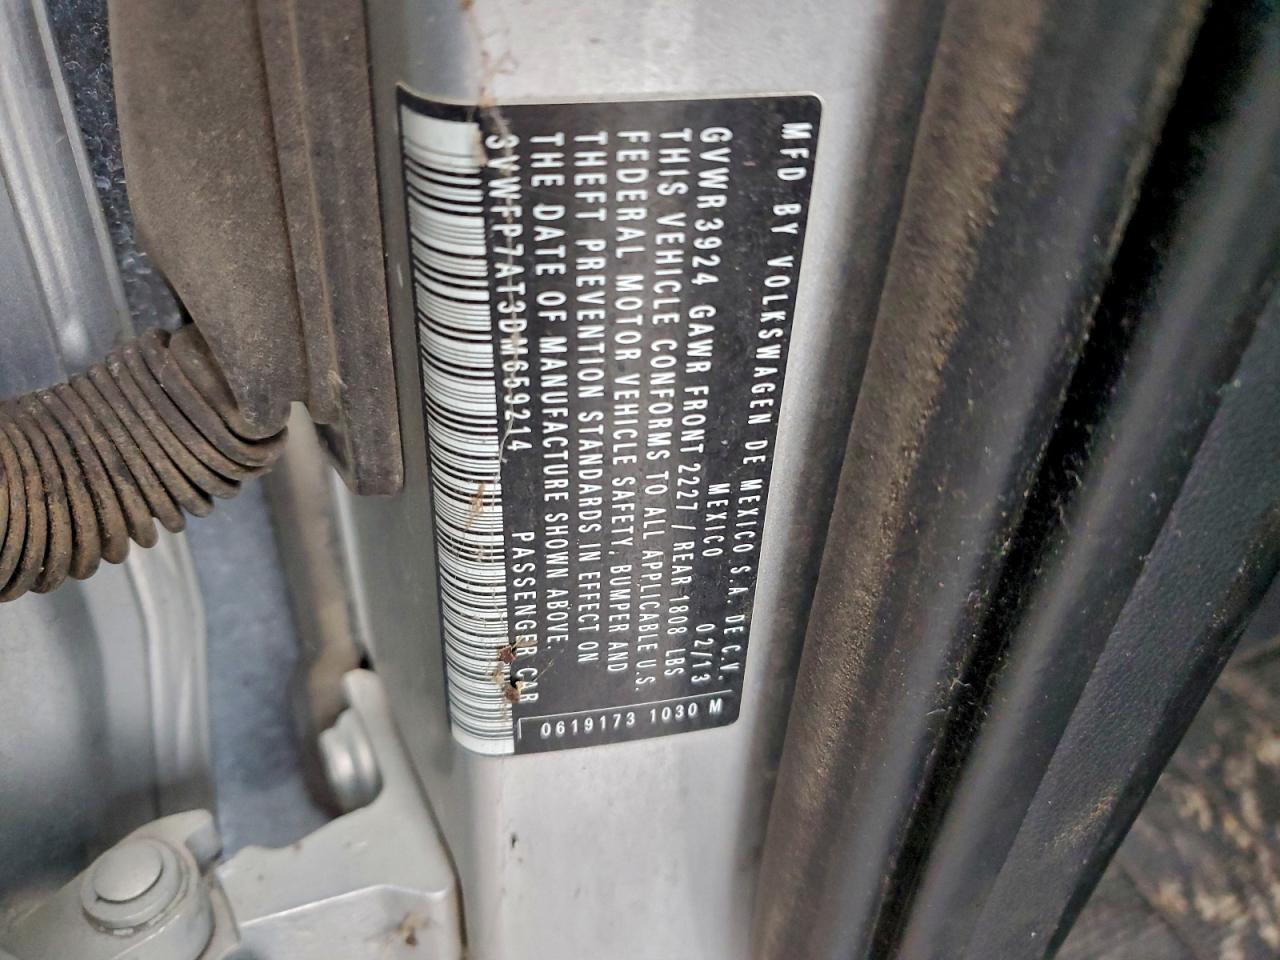 MFD BY VOLKSWAGEN DE MEXICO S.A. DE C.V.
MEXICO 02/13
GVWR 3924 GAWR FRONT 2227 / REAR 1808 LBS
THIS VEHICLE CONFORMS TO ALL APPLICABLE U.S.
FEDERAL MOTOR VEHICLE SAFETY, BUMPER AND
THEFT PREVENTION STANDARDS IN EFFECT ON
THE DATE OF MANUFACTURE SHOWN ABOVE.
3VWFP7AT3DM659214 PASSENGER CAR
0619173 1030 M